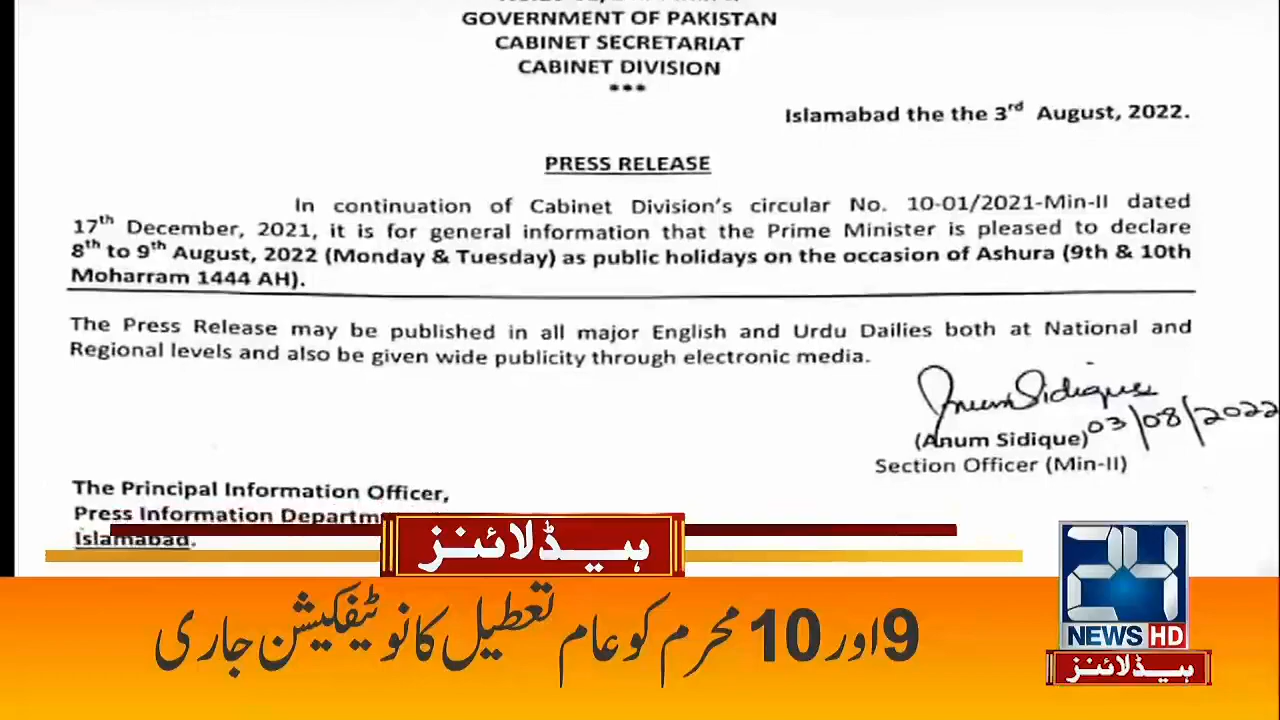 GOVERNMENT OF PAKISTAN
CABINET SECRETARIAT
CABINET DIVISION
***
Islamabad the the 3rd August, 2022.
PRESS RELEASE
In continuation of Cabinet Division's circular No. 10-01/2021-Min-II dated
17th December, 2021, it is for general information that the Prime Minister is pleased to declare
8th to 9th August, 2022 (Monday & Tuesday) as public holidays on the occasion of Ashura (9th & 10th
Moharram 1444 AH).
The Press Release may be published in all major English and Urdu Dailies both at National and
Regional levels and also be given wide publicity through electronic media.
Anum Sidique
03/08/2022
(Anum Sidique)
Section Officer (Min-II)
The Principal Information Officer,
Press Information
Islamabad.
ہیڈلائنز
9 اور 10 محرم کو عام تعطیل کا نوٹیفکیشن جاری
24
NEWS HD
ہیڈلائنز